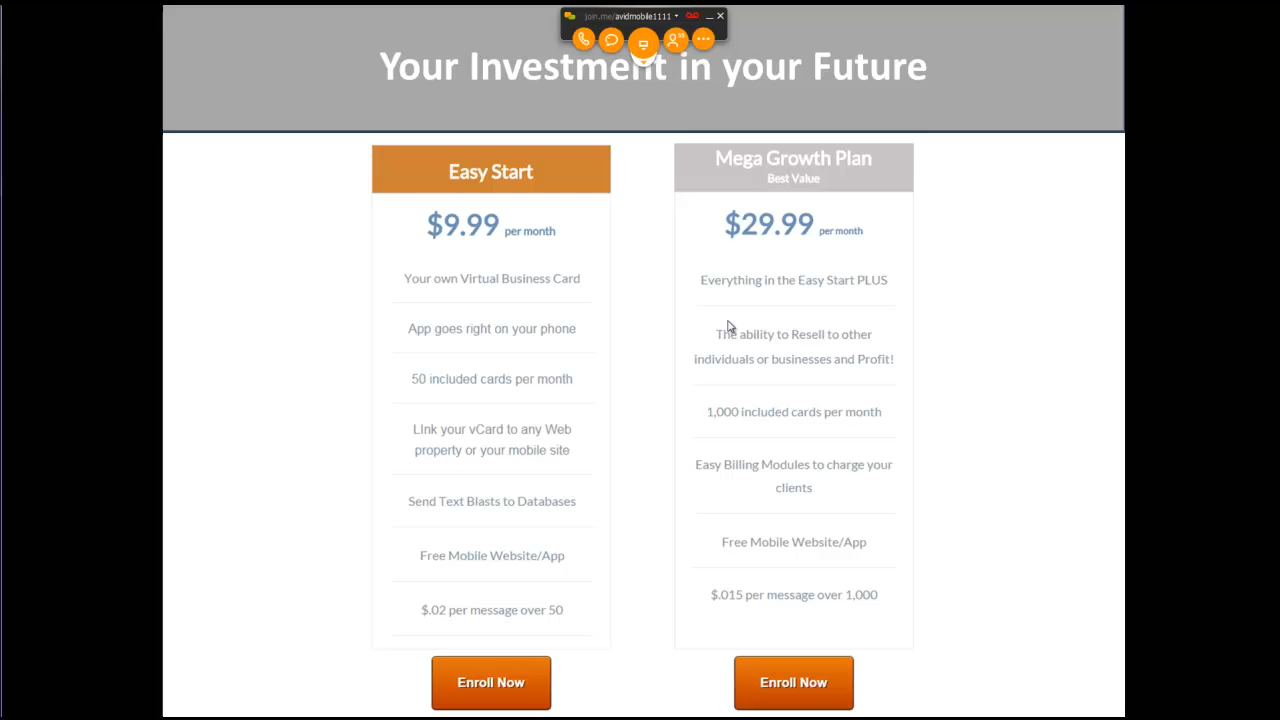 join.me/avidmobile1111
Your Investment in your Future
Easy Start
$9.99 per month
Your own Virtual Business Card
App goes right on your phone
50 included cards per month
LInk your vCard to any Web
property or your mobile site
Send Text Blasts to Databases
Free Mobile Website/App
$.02 per message over 50
Enroll Now
Mega Growth Plan
Best Value
$29.99 per month
Everything in the Easy Start PLUS
The ability to Resell to other
individuals or businesses and Profit!
1,000 included cards per month
Easy Billing Modules to charge your
clients
Free Mobile Website/App
$.015 per message over 1,000
Enroll Now